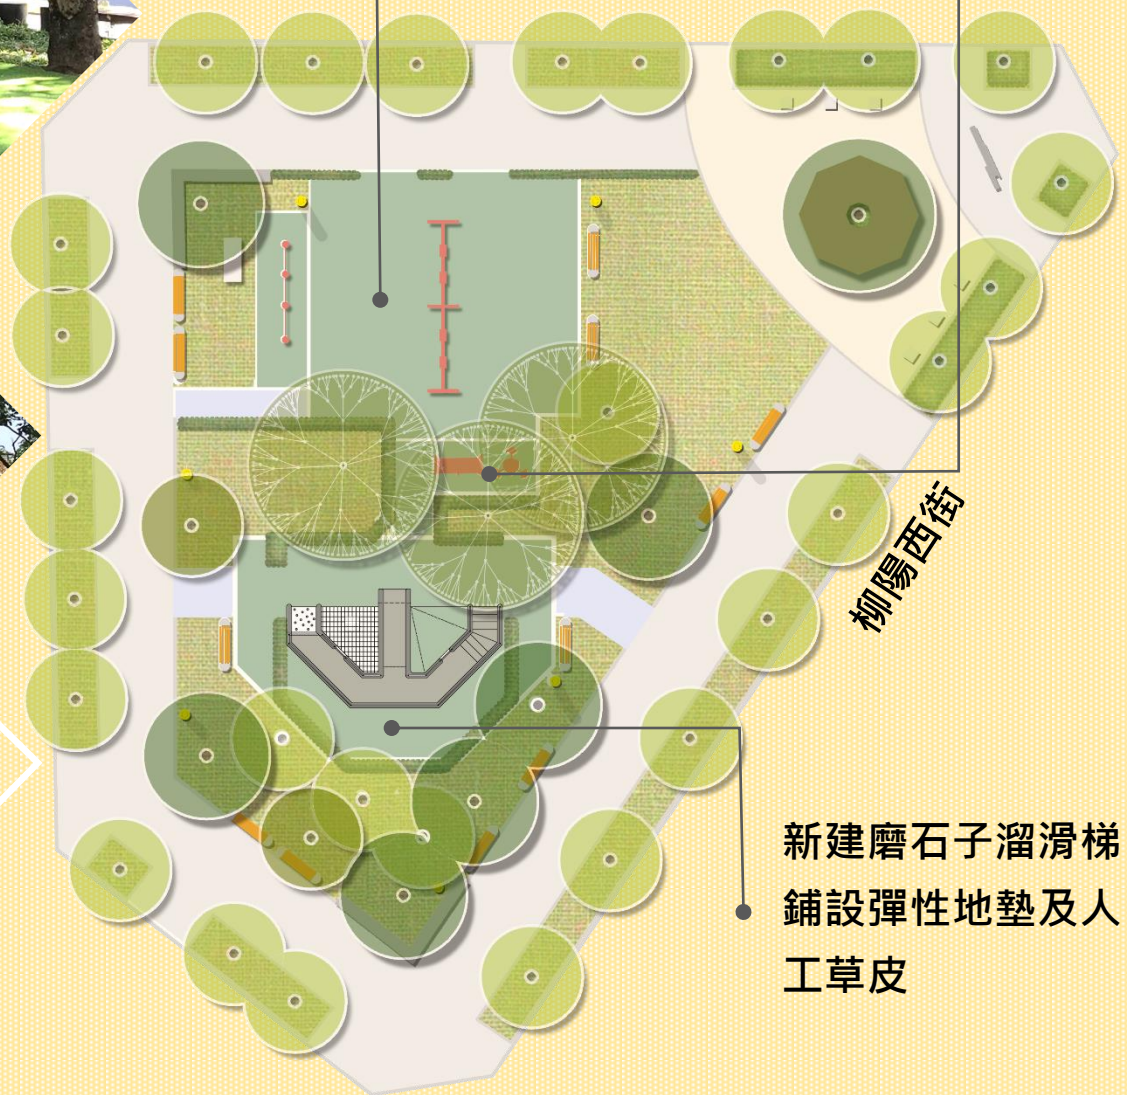 柳陽西街
新建磨石子溜滑梯
鋪設彈性地墊及人
工草皮